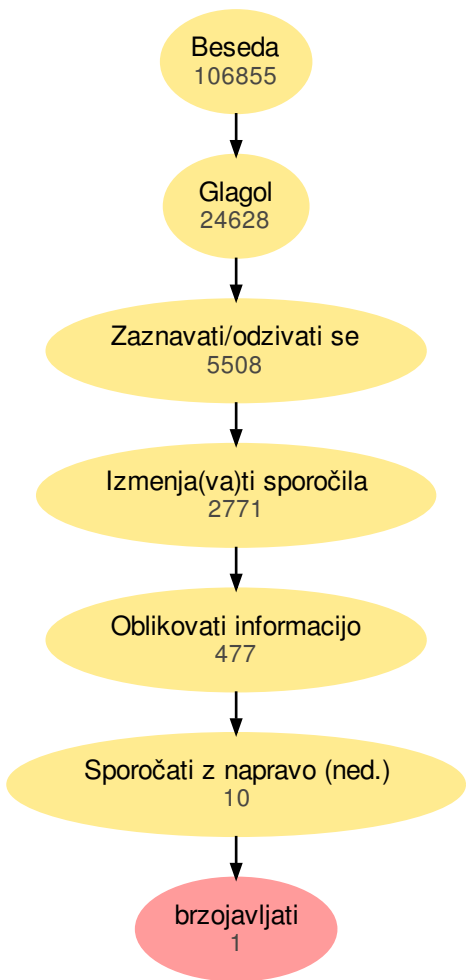 Beseda
106855
Glagol
24628
Zaznavati/odzivati se
5508
Izmenja(va)ti sporočila
2771
Oblikovati informacijo
477
Sporočati z napravo (ned.)
10
brzojavljati
1